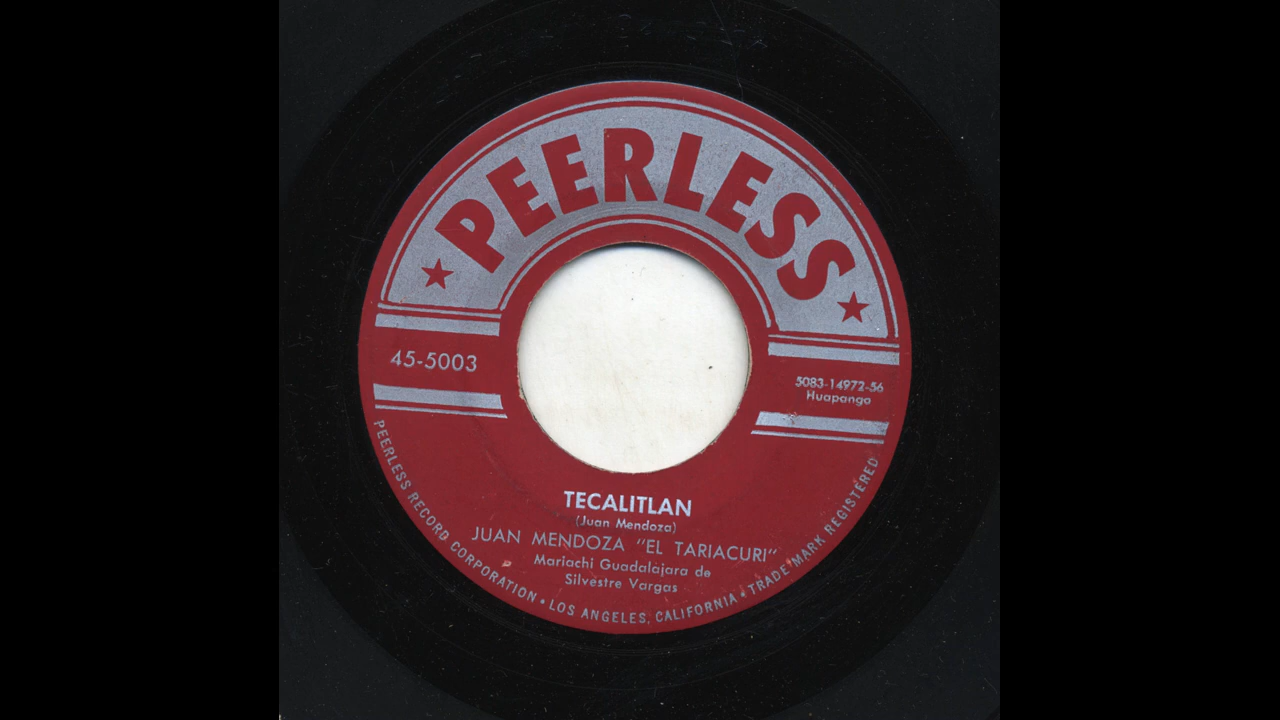 PEERLESS
45-5003
5083-14972-56
Huapanga
TECALITLAN
(Juan Mendoza)
JUAN MENDOZA "EL TARIACURI"
Mariachi Guadalajara de
Silvestre Vargas
PEERLESS RECORD CORPORATION • LOS ANGELES, CALIFORNIA • TRADE MARK REGISTERED